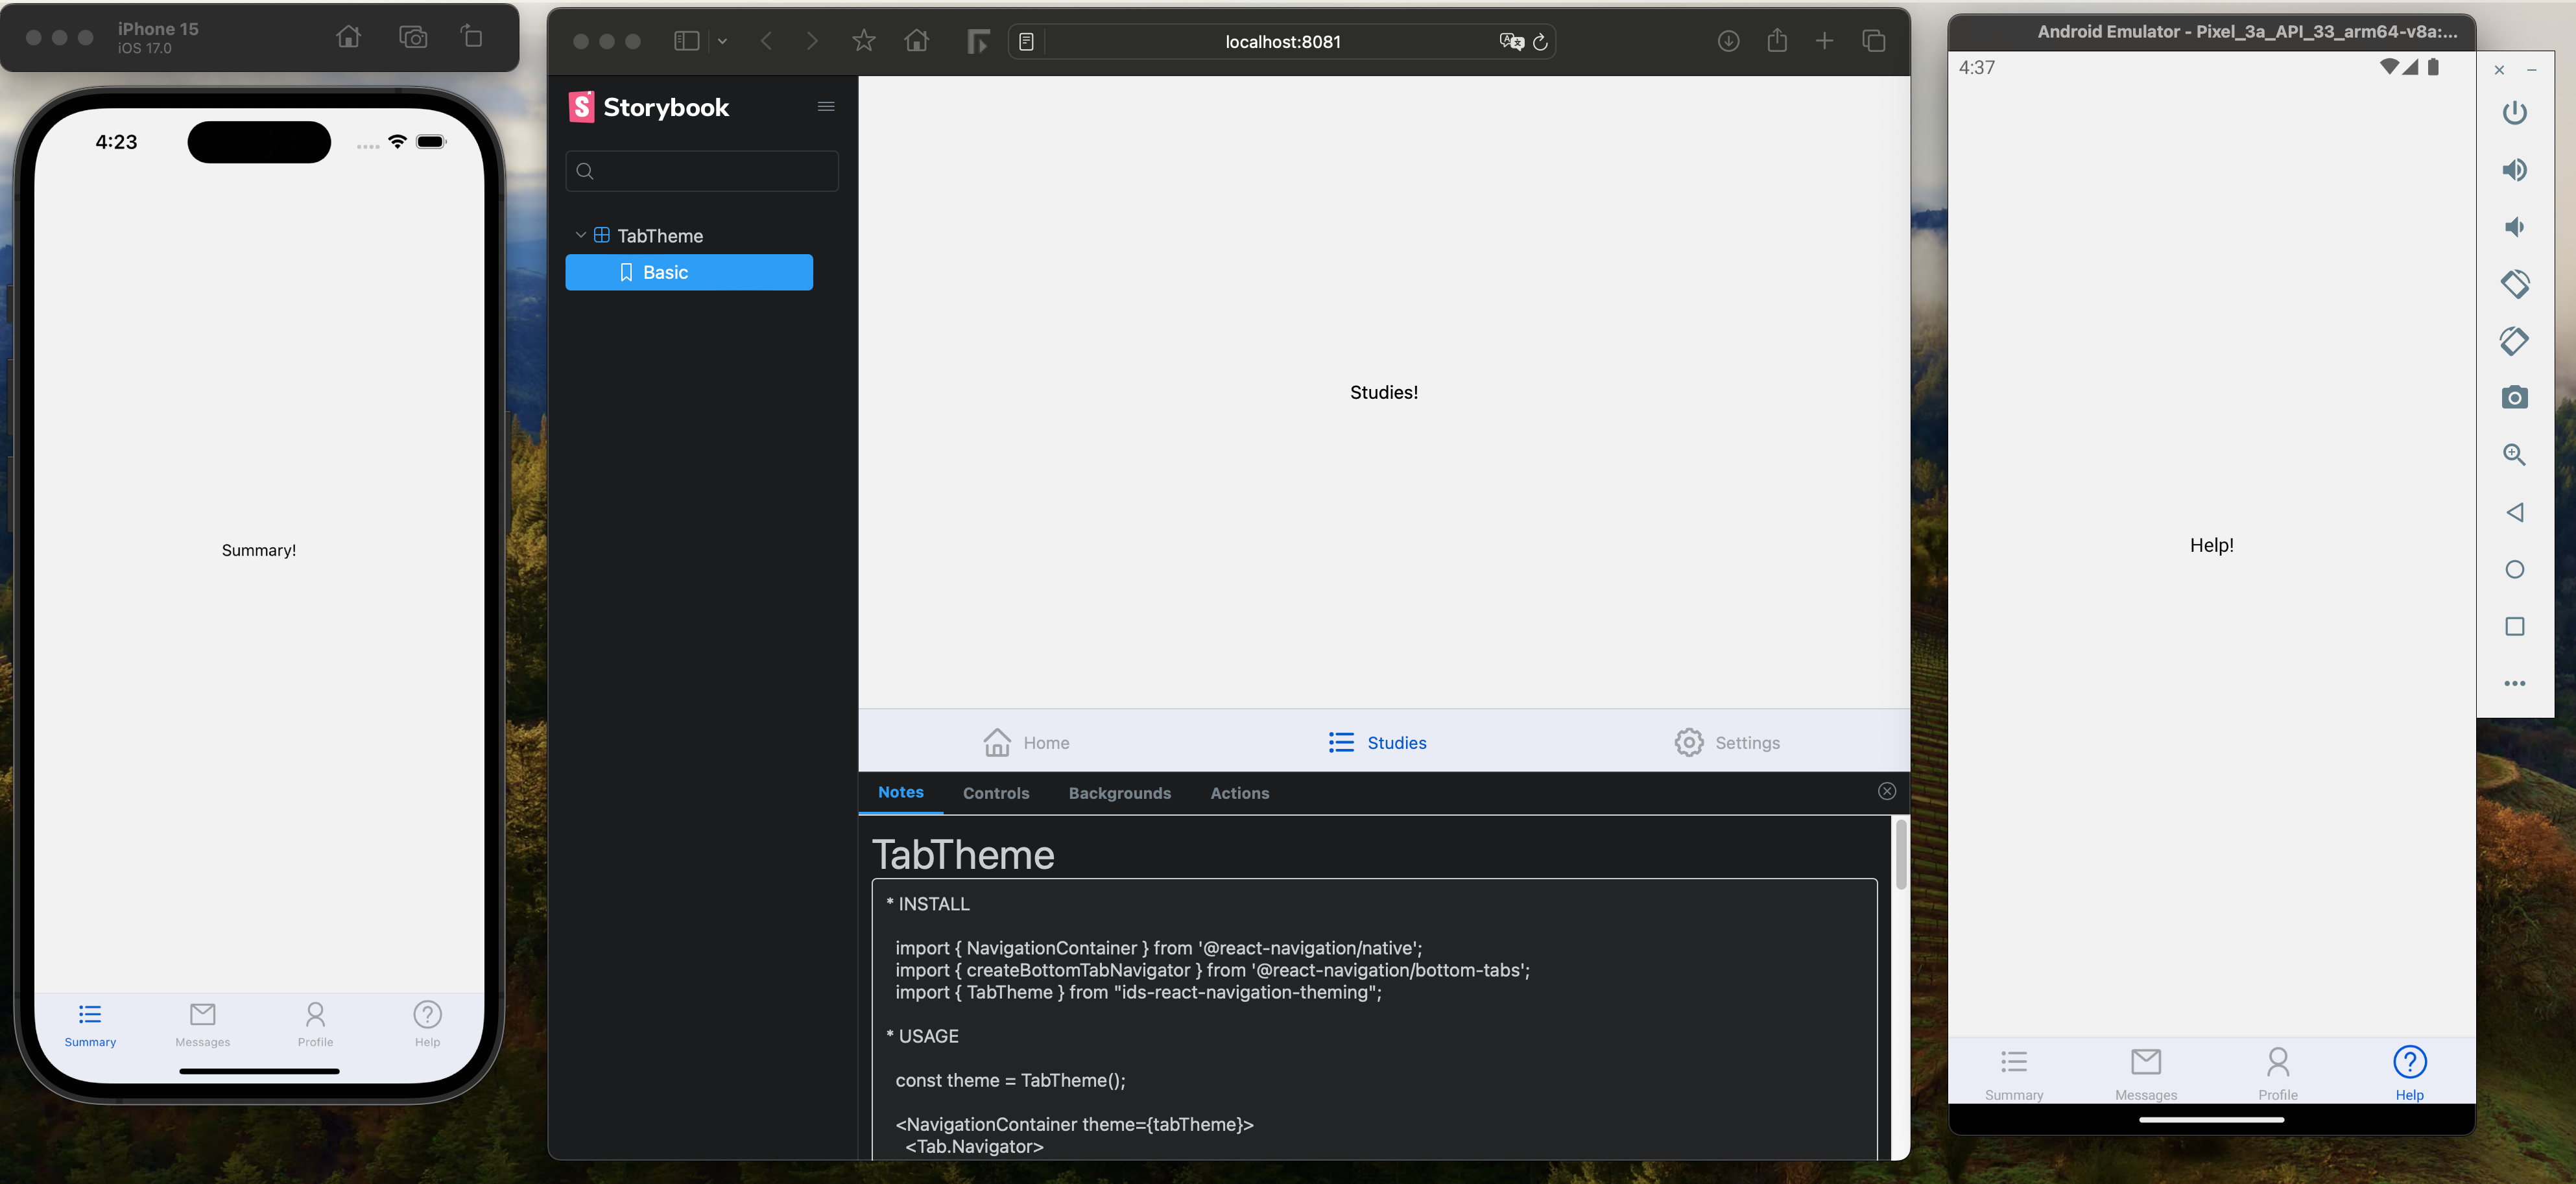 iPhone 15
iOS 17.0
4:23
Summary!
Summary
Messages
Profile
Help
localhost:8081
Storybook
TabTheme
Basic
Studies!
Home
Studies
Settings
Notes
Controls
Backgrounds
Actions
TabTheme
* INSTALL
import { NavigationContainer } from '@react-navigation/native';
import { createBottomTabNavigator } from '@react-navigation/bottom-tabs';
import { TabTheme } from "ids-react-navigation-theming";
* USAGE
const theme = TabTheme();
<NavigationContainer theme={tabTheme}>
<Tab.Navigator>
Android Emulator - Pixel_3a_API_33_arm64-v8a:...
4:37
Help!
Summary
Messages
Profile
Help